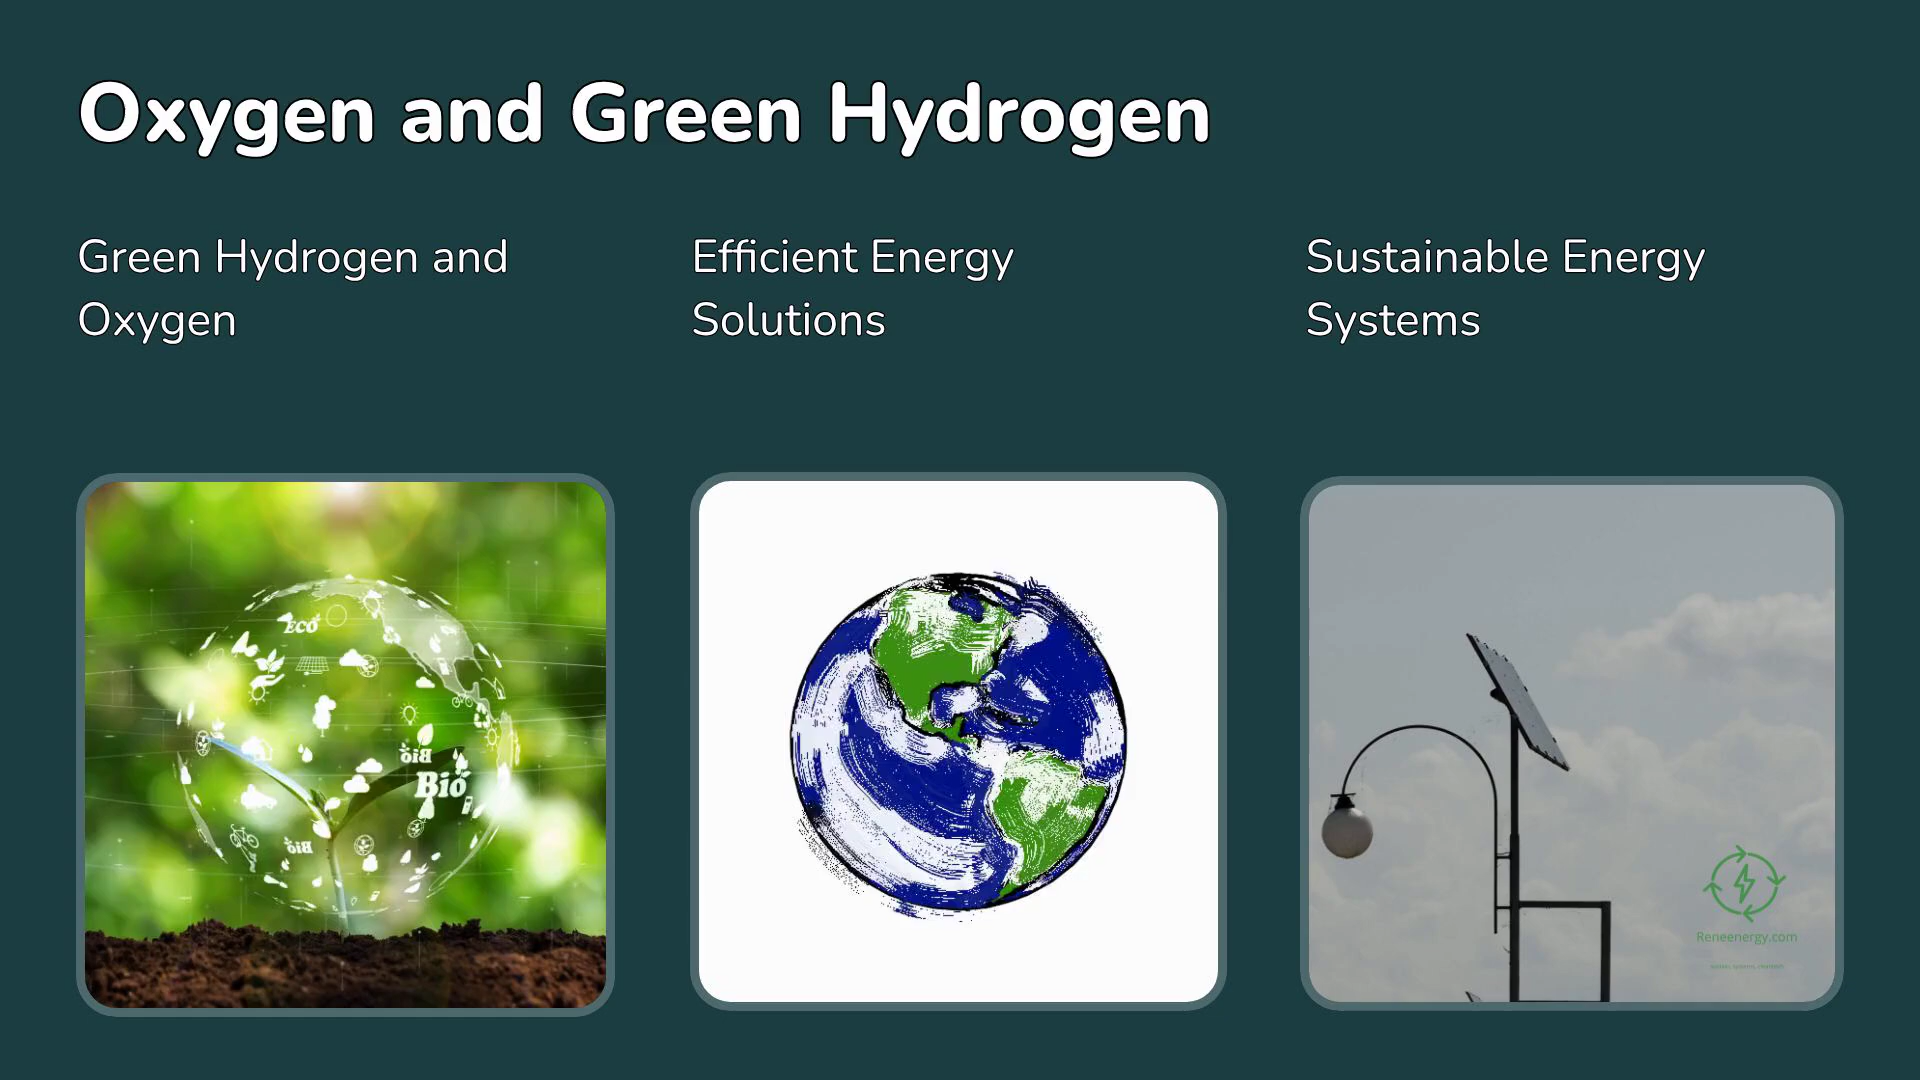 Oxygen and Green Hydrogen
Green Hydrogen and
Oxygen
Efficient Energy
Solutions
Sustainable Energy
Systems
ECO
Bio
Bio
Bio
Reneenergy.com